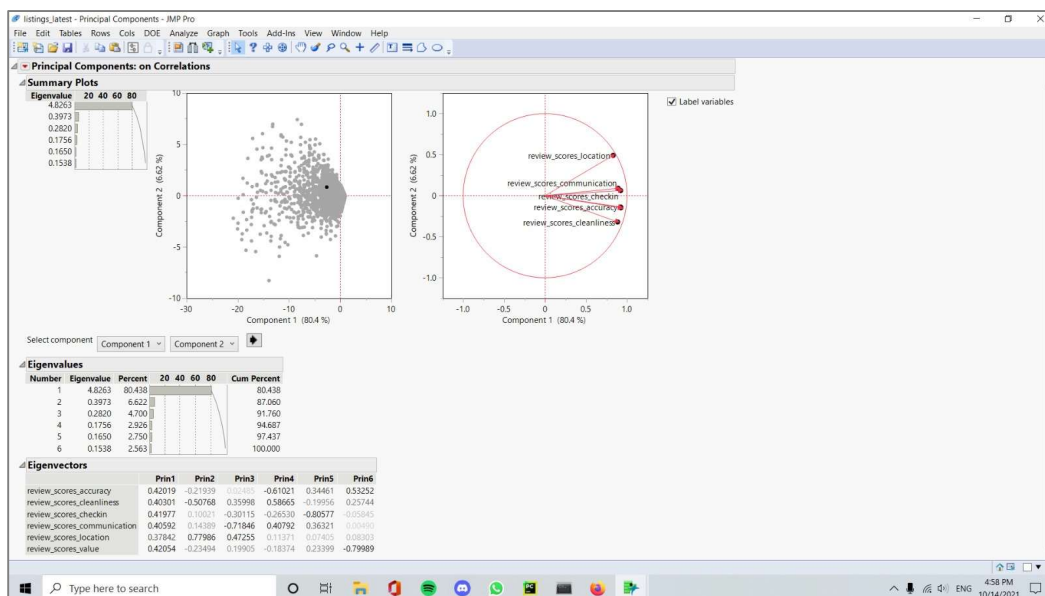 listings_latest - Principal Components - JMP Pro
File Edit Tables Rows Cols DOE Analyze Graph Tools Add-Ins View Window Help
Principal Components: on Correlations
Summary Plots
Eigenvalue 20 40 60 80
4.8263
0.3973
0.2820
0.1756
0.1650
0.1538
10
5
0
-5
-10
Component 2 (6.62 %)
-30 -20 -10 0 10
Component 1 (80.4 %)
1.0
0.5
0
-0.5
-1.0
Component 2 (6.62 %)
review_scores_location
review_scores_communication
review_scores_checkin
review_scores_accuracy
review_scores_cleanliness
-1.0 -0.5 0 0.5 1.0
Component 1 (80.4 %)
Label variables
Select component Component 1 Component 2
Eigenvalues
Number Eigenvalue Percent 20 40 60 80 Cum Percent
1 4.8263 80.438 80.438
2 0.3973 6.622 87.060
3 0.2820 4.700 91.760
4 0.1756 2.926 94.687
5 0.1650 2.750 97.437
6 0.1538 2.563 100.000
Eigenvectors
Prin1 Prin2 Prin3 Prin4 Prin5 Prin6
review_scores_accuracy 0.42019 -0.21939 0.02485 -0.61021 0.34461 0.53252
review_scores_cleanliness 0.40301 -0.50768 0.35998 0.58665 -0.19956 0.25744
review_scores_checkin 0.41977 0.10021 -0.30115 -0.26530 -0.80577 -0.05845
review_scores_communication 0.40592 0.14389 -0.71846 0.40792 0.36321 0.00490
review_scores_location 0.37842 0.77986 0.47255 0.11371 0.07405 0.08303
review_scores_value 0.42054 -0.23494 0.19905 -0.18374 0.23399 -0.79989
Type here to search
ENG
4:58 PM
10/14/2021